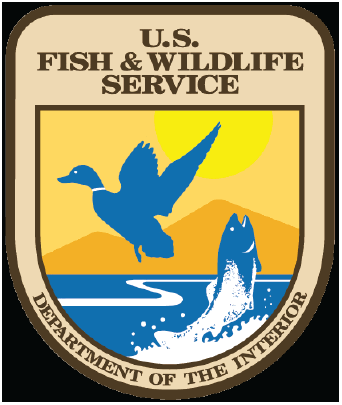 U.S.
FISH & WILDLIFE
SERVICE
DEPARTMENT OF THE INTERIOR